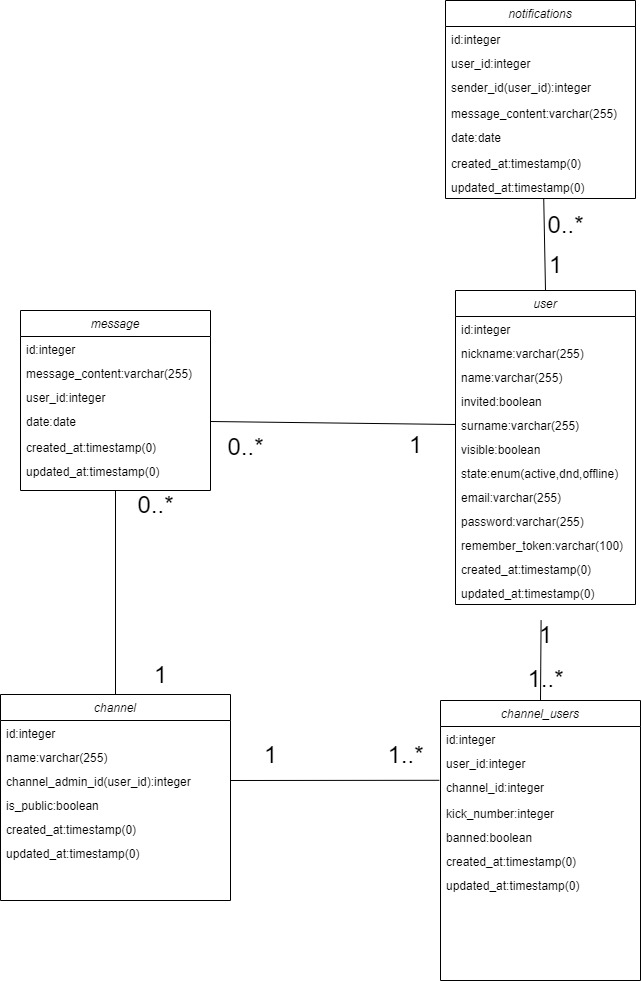 notifications
id:integer
user_id:integer
sender_id(user_id):integer
message_content:varchar(255)
date:date
created_at:timestamp(0)
updated_at:timestamp(0)
0..*
1
message
id:integer
message_content:varchar(255)
user_id:integer
date:date
created_at:timestamp(0)
updated_at:timestamp(0)
user
id:integer
nickname:varchar(255)
name:varchar(255)
invited:boolean
surname:varchar(255)
visible:boolean
state:enum(active,dnd,offline)
email:varchar(255)
password:varchar(255)
remember_token:varchar(100)
created_at:timestamp(0)
updated_at:timestamp(0)
0..*
1
0..*
1
1
1..*
channel
id:integer
name:varchar(255)
channel_admin_id(user_id):integer
is_public:boolean
created_at:timestamp(0)
updated_at:timestamp(0)
1
1..*
channel_users
id:integer
user_id:integer
channel_id:integer
kick_number:integer
banned:boolean
created_at:timestamp(0)
updated_at:timestamp(0)